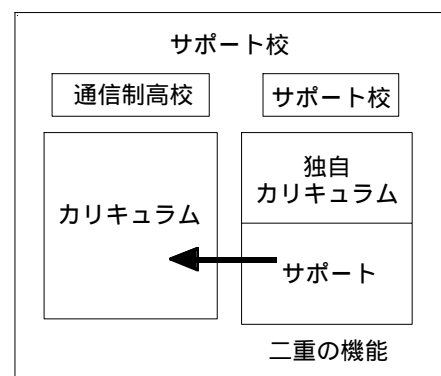 サポート校
通信制高校
サポート校
カリキュラム
独自
カリキュラム
サポート
二重の機能